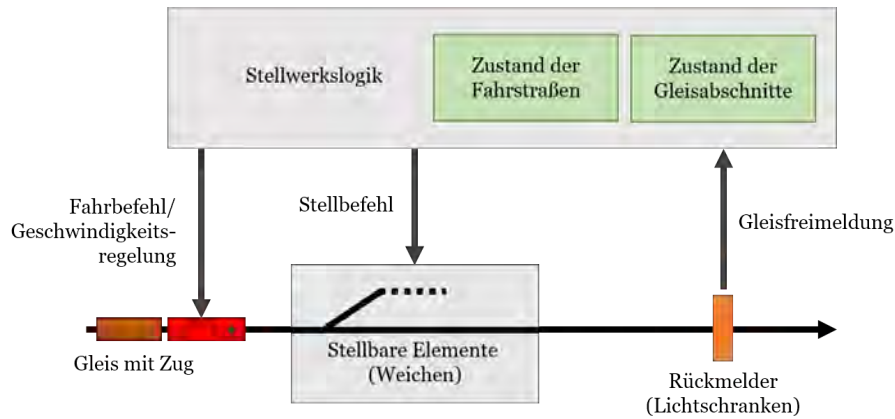 Stellwerkslogik
Zustand der
Fahrstraßen
Zustand der
Gleisabschnitte
Fahrbefehl/
Geschwindigkeits-
regelung
Stellbefehl
Gleisfreimeldung
Gleis mit Zug
Stellbare Elemente
(Weichen)
Rückmelder
(Lichtschranken)